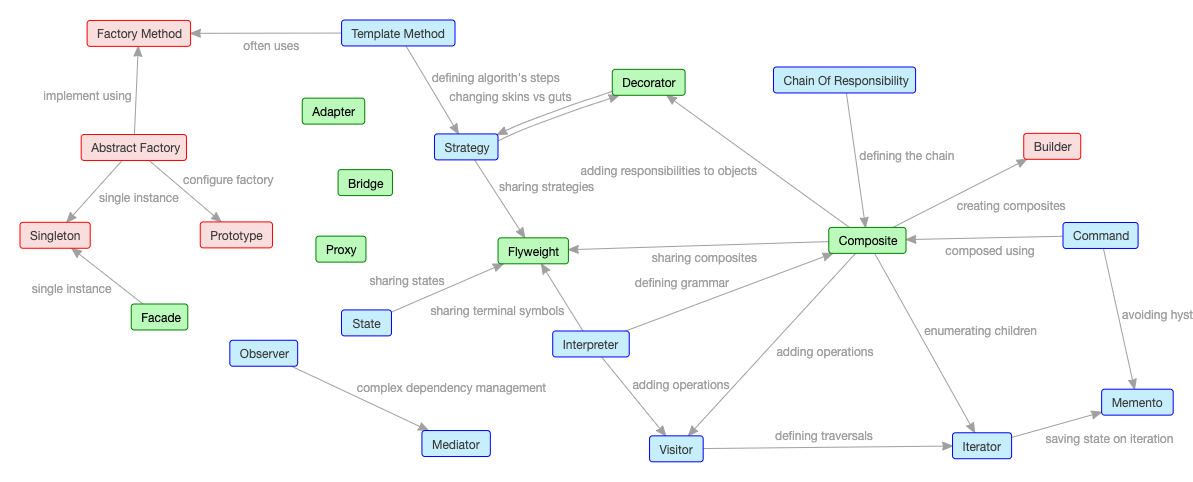 Factory Method
Template Method
often uses
Decorator
Chain Of Responsibility
defining algorith's steps
changing skins vs guts
implement using
Adapter
Abstract Factory
Strategy
Builder
defining the chain
adding responsibilities to objects
configure factory
Bridge
sharing strategies
single instance
creating composites
Singleton
Prototype
Proxy
Flyweight
Composite
Command
composed using
sharing composites
sharing states
defining grammar
single instance
sharing terminal symbols
Facade
State
avoiding hyst
enumerating children
Interpreter
Observer
adding operations
complex dependency management
adding operations
Memento
Mediator
defining traversals
saving state on iteration
Visitor
Iterator